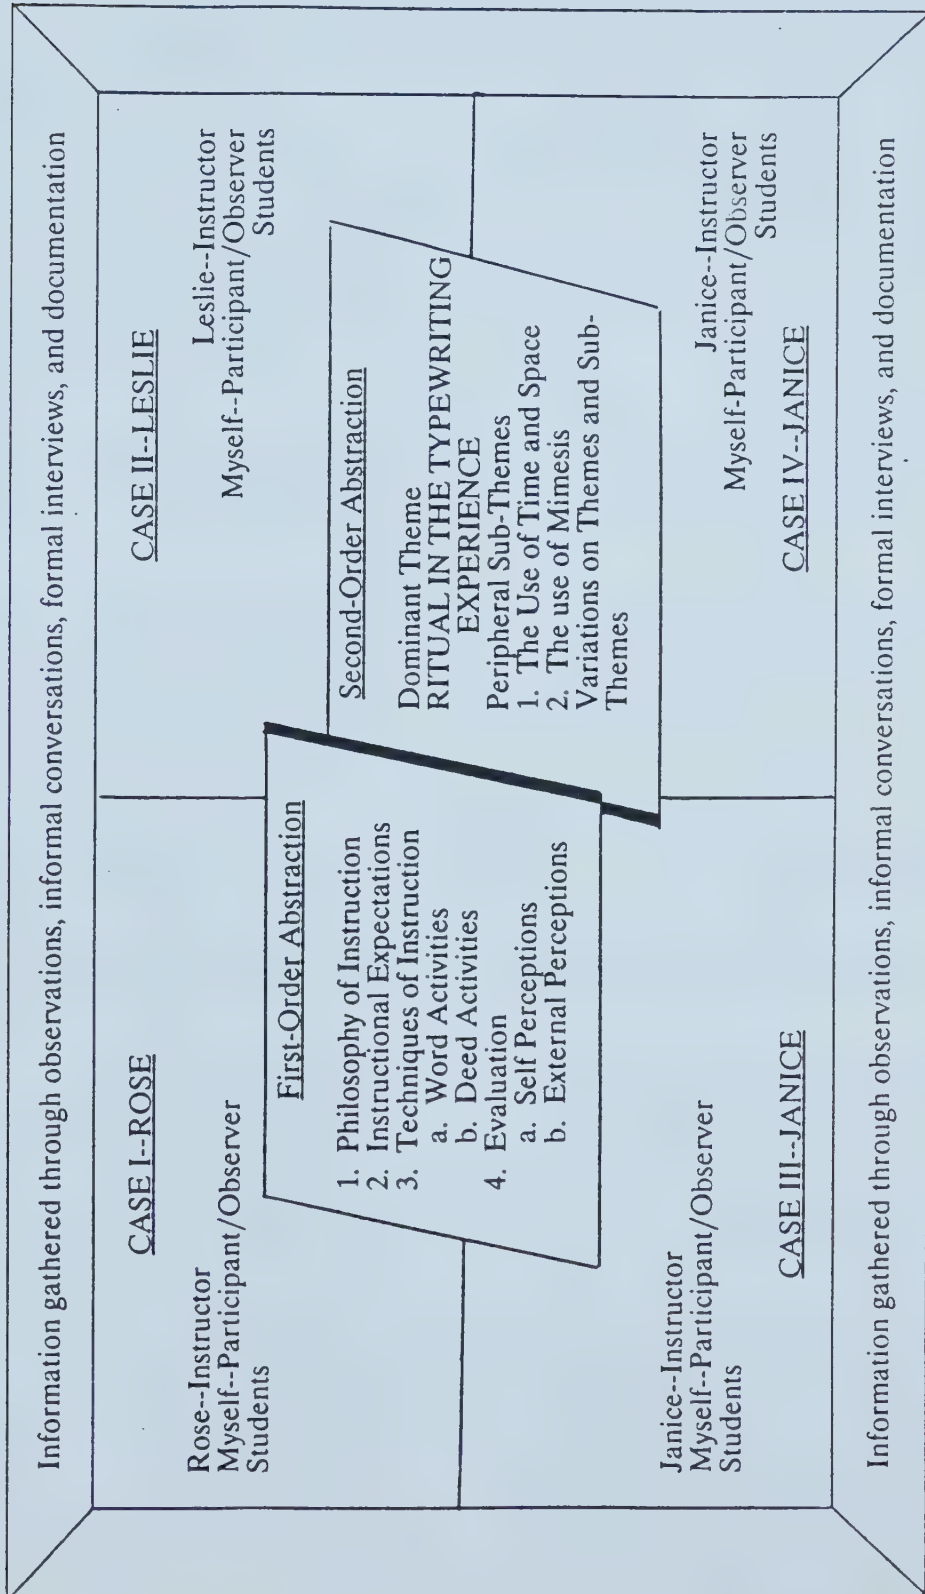 Information gathered through observations, informal conversations, formal interviews, and documentation
CASE I--ROSE
Rose--Instructor
Myself--Participant/Observer
Students
CASE II--LESLIE
Leslie--Instructor
Myself--Participant/Observer
Students
First-Order Abstraction
1. Philosophy of Instruction
2. Instructional Expectations
3. Techniques of Instruction
a. Word Activities
b. Deed Activities
4. Evaluation
a. Self Perceptions
b. External Perceptions
Second-Order Abstraction
Dominant Theme
RITUAL IN THE TYPEWRITING
EXPERIENCE
Peripheral Sub-Themes
1. The Use of Time and Space
2. The use of Mimesis
Variations on Themes and Sub-
Themes
Janice--Instructor
Myself--Participant/Observer
Students
CASE III--JANICE
Janice--Instructor
Myself-Participant/Observer
Students
CASE IV--JANICE
Information gathered through observations, informal conversations, formal interviews, and documentation